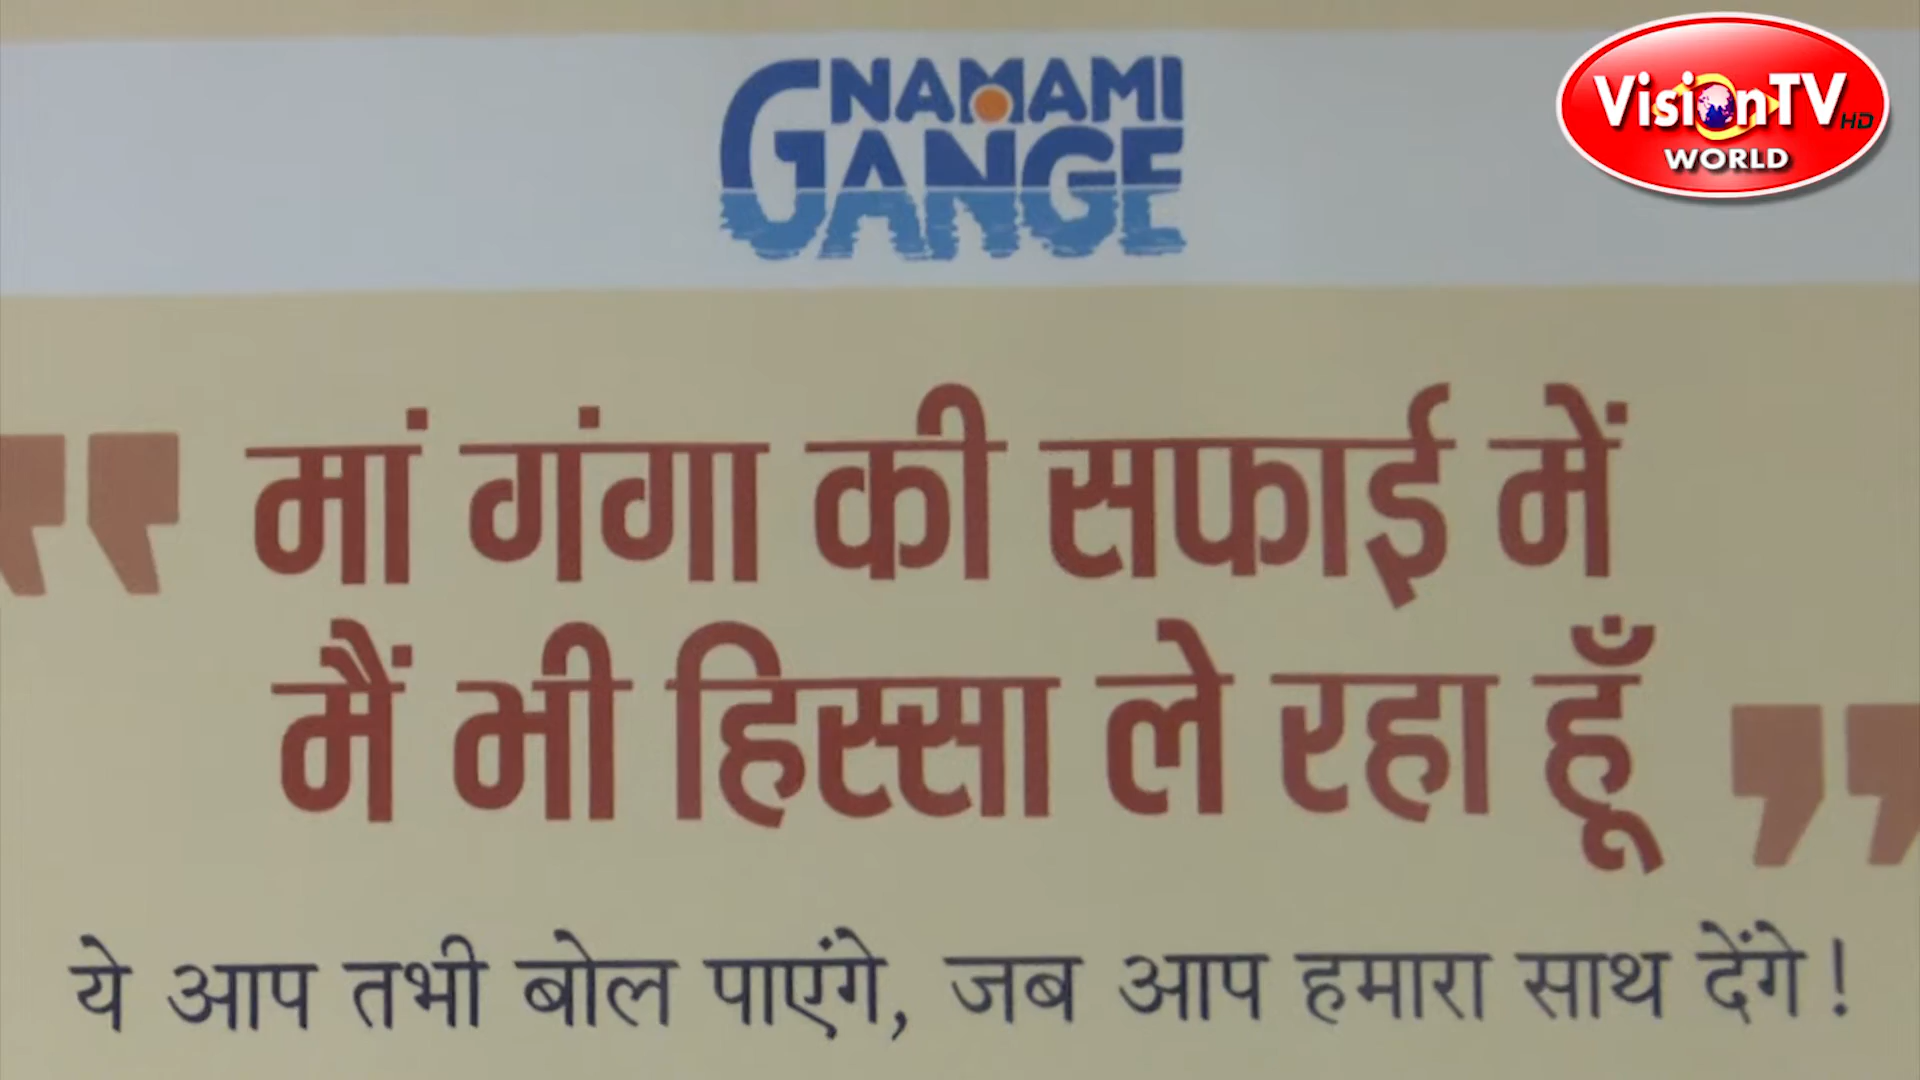 NAMAMI
GANGE
VisionTV HD
WORLD
मां गंगा की सफाई में
मैं भी हिस्सा ले रहा हूँ
ये आप तभी बोल पाएंगे, जब आप हमारा साथ देंगे!